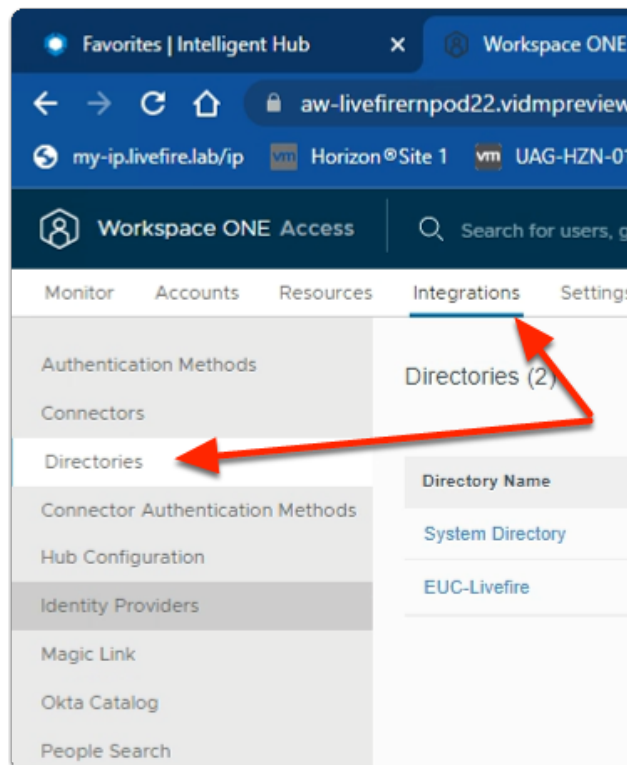 Favorites | Intelligent Hub
Workspace ONE
aw-livefirernpod22.vidmpreview
my-ip.livefire.lab/ip
vm
Horizon®Site 1
vm
UAG-HZN-01
Workspace ONE Access
Search for users, g
Monitor
Accounts
Resources
Integrations
Settings
Authentication Methods
Connectors
Directories
Connector Authentication Methods
Hub Configuration
Identity Providers
Magic Link
Okta Catalog
People Search
Directories (2)
Directory Name
System Directory
EUC-Livefire